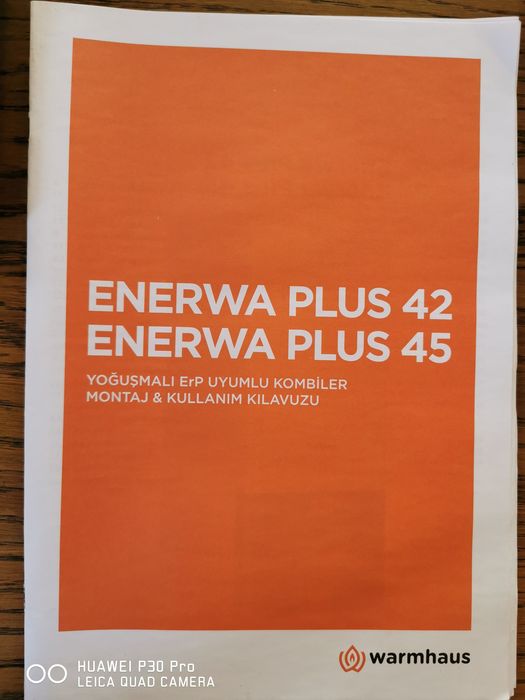 ENERWA PLUS 42
ENERWA PLUS 45
YOĞUŞMALI ErP UYUMLU KOMBİLER
MONTAJ & KULLANIM KILAVUZU
warmhaus
HUAWEI P30 Pro
LEICA QUAD CAMERA